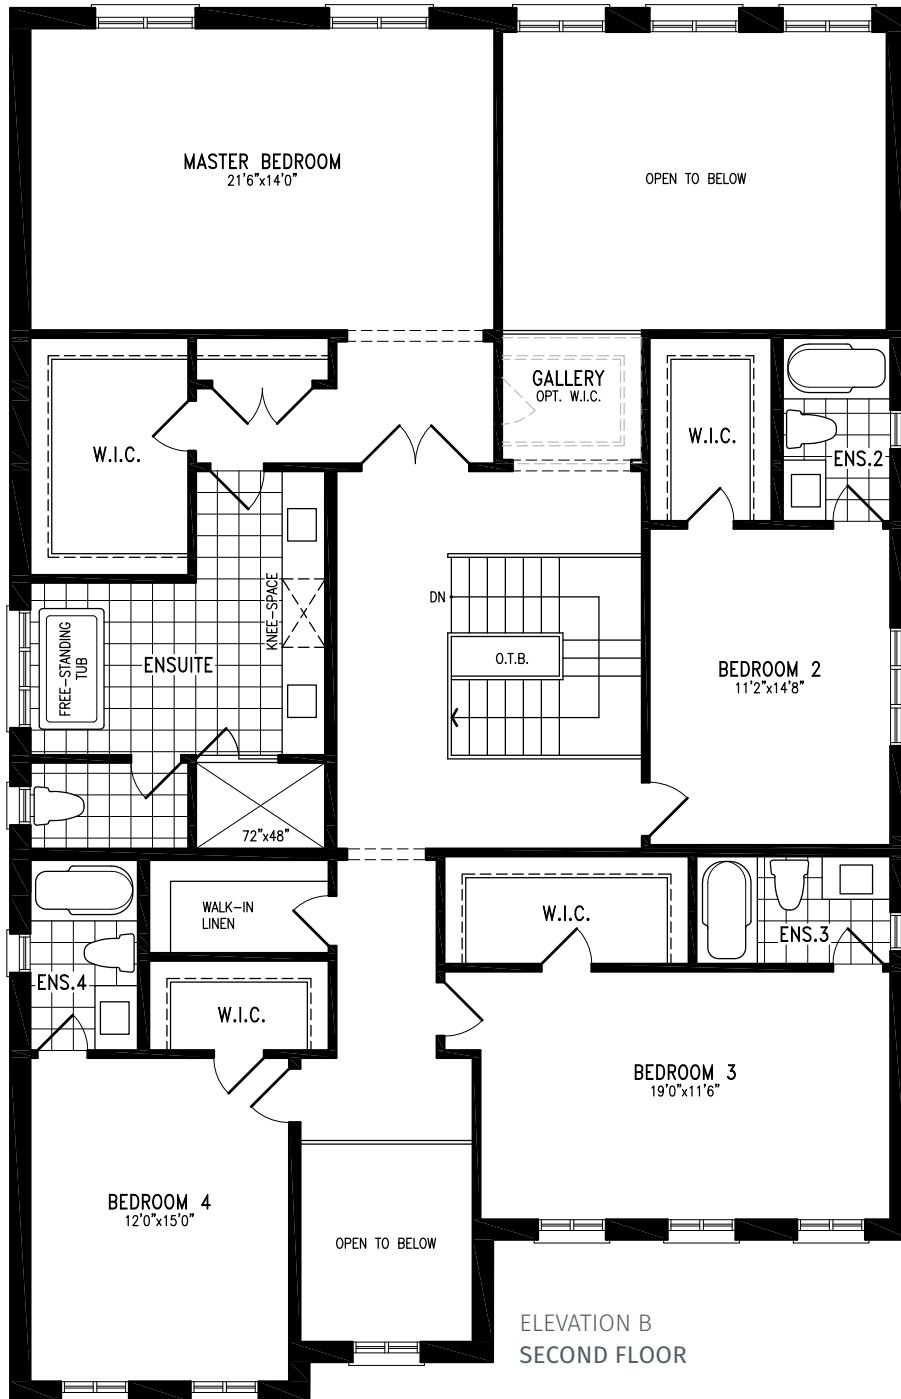 MASTER BEDROOM
21'6"x14'0"
OPEN TO BELOW
GALLERY
OPT. W.I.C.
W.I.C.
W.I.C.
ENS.2
DN
KNEE-SPACE
FREE-STANDING
TUB
ENSUITE
O.T.B.
BEDROOM 2
11'2"x14'8"
72"x48"
WALK-IN
LINEN
W.I.C.
ENS.3
ENS.4
W.I.C.
BEDROOM 3
19'0"x11'6"
BEDROOM 4
12'0"x15'0"
OPEN TO BELOW
ELEVATION B
SECOND FLOOR